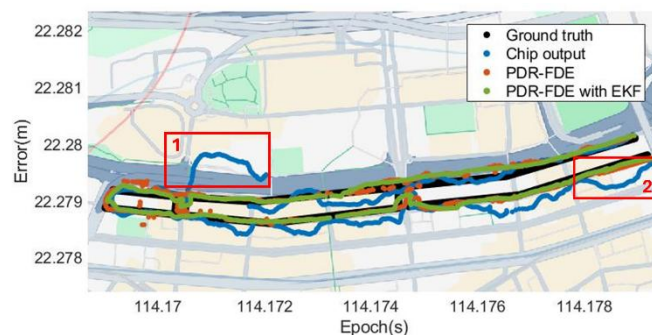 22.282
22.281
22.28
22.279
22.278
Error(m)
Ground truth
Chip output
PDR-FDE
PDR-FDE with EKF
1
2
114.17
114.172
114.174
114.176
114.178
Epoch(s)